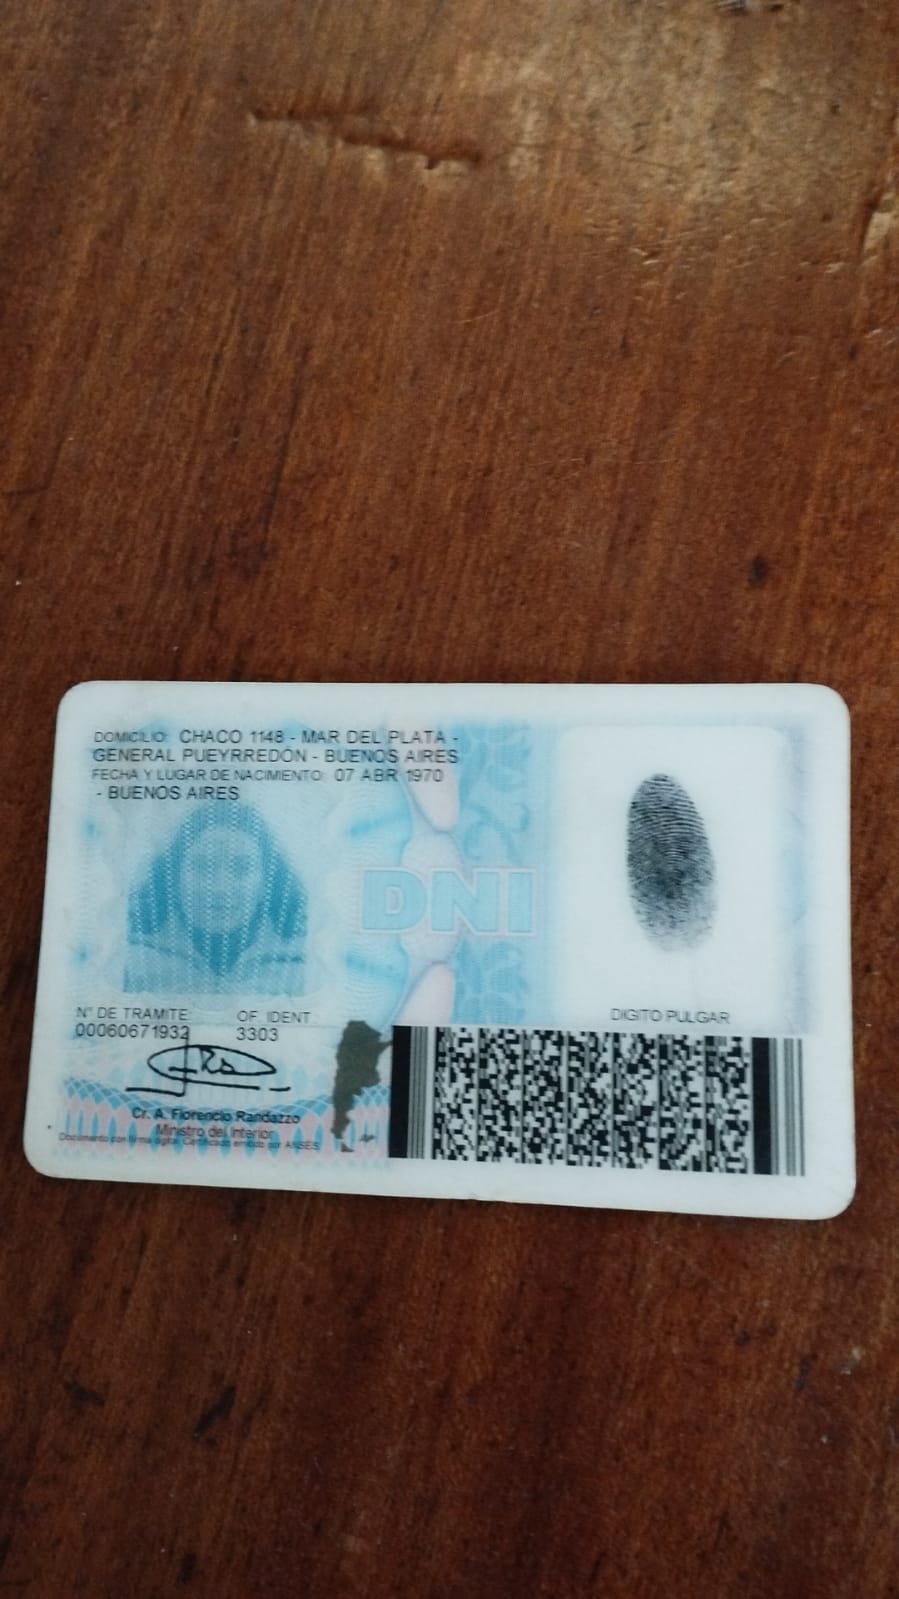 DOMICILIO: CHACO 1148 - MAR DEL PLATA -
GENERAL PUEYRREDÓN - BUENOS AIRES
FECHA Y LUGAR DE NACIMIENTO: 07 ABR 1970
- BUENOS AIRES
DNI
Nº DE TRAMITE
00060671932
OF. IDENT
3303
DIGITO PULGAR
Cr. A. Florencio Randazzo
Ministro del Interior
Documento con firma digital. Certificado emitido por ANSES